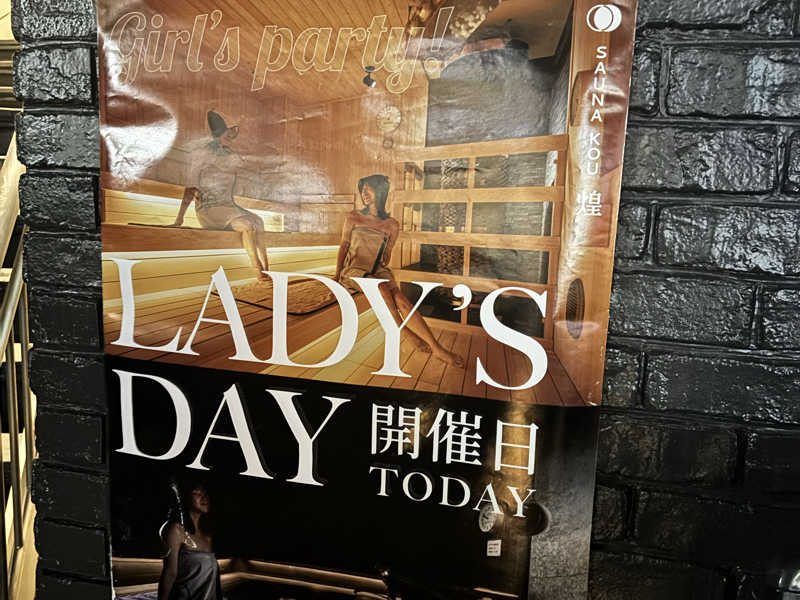 Girl's party!
SAUNA KOU 煌
LADY'S
DAY
開催日
TODAY